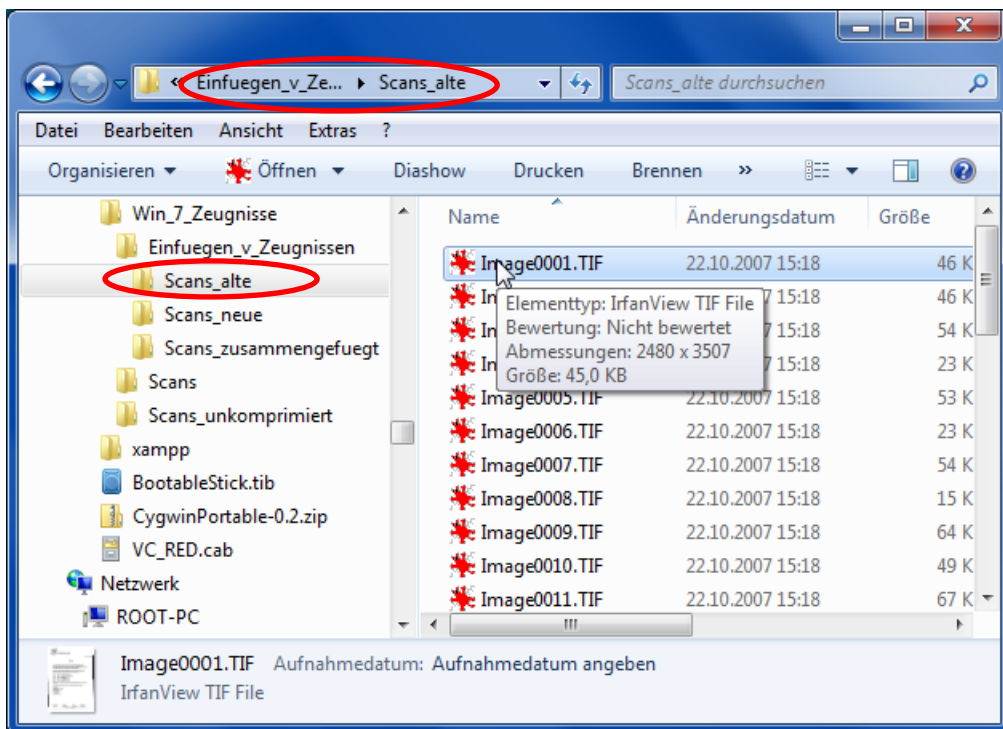 « Einfuegen_v_Ze... Scans_alte
Scans_alte durchsuchen
Datei Bearbeiten Ansicht Extras ?
Organisieren Öffnen Diashow Drucken Brennen »
Win_7_Zeugnisse
Einfuegen_v_Zeugnissen
Scans_alte
Scans_neue
Scans_zusammengefuegt
Scans
Scans_unkomprimiert
xampp
BootableStick.tib
CygwinPortable-0.2.zip
VC_RED.cab
Netzwerk
ROOT-PC
Name Änderungsdatum Größe
Image0001.TIF 22.10.2007 15:18 46 K
In 7 15:18 46 K
In 7 15:18 54 K
In 7 15:18 23 K
Image0005.TIF 22.10.2007 15:18 53 K
Image0006.TIF 22.10.2007 15:18 23 K
Image0007.TIF 22.10.2007 15:18 54 K
Image0008.TIF 22.10.2007 15:18 15 K
Image0009.TIF 22.10.2007 15:18 64 K
Image0010.TIF 22.10.2007 15:18 49 K
Image0011.TIF 22.10.2007 15:18 67 K
Elementtyp: IrfanView TIF File
Bewertung: Nicht bewertet
Abmessungen: 2480 x 3507
Größe: 45,0 KB
Image0001.TIF Aufnahmedatum: Aufnahmedatum angeben
IrfanView TIF File